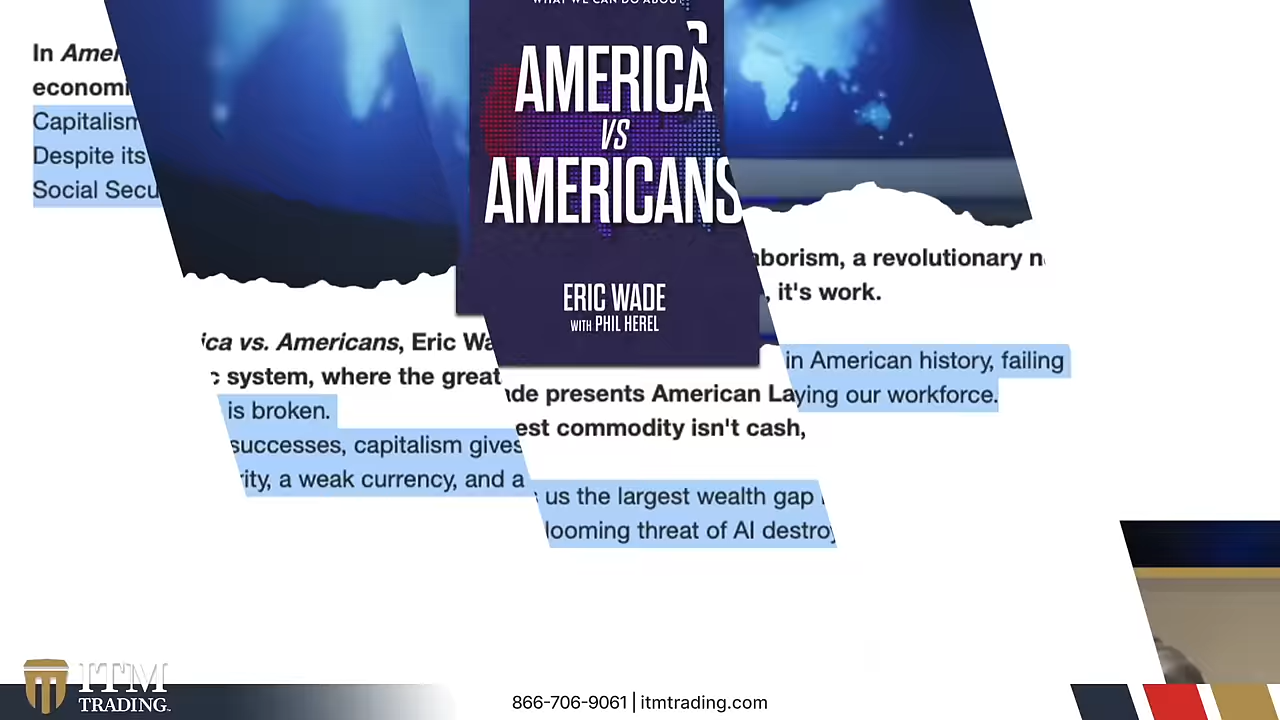 WHAT WE CAN DO ABOUT
AMERICA
VS
AMERICANS
ERIC WADE
WITH PHIL HEREL
In Amer
economi
Capitalism
Despite its
Social Secu
ica vs. Americans, Eric Wa
c system, where the great
is broken.
successes, capitalism gives
rity, a weak currency, and a
de presents American La
est commodity isn't cash,
us the largest wealth gap
looming threat of AI destroy
aborism, a revolutionary n
, it's work.
in American history, failing
ying our workforce.
ITM
TRADING.
866-706-9061 | itmtrading.com